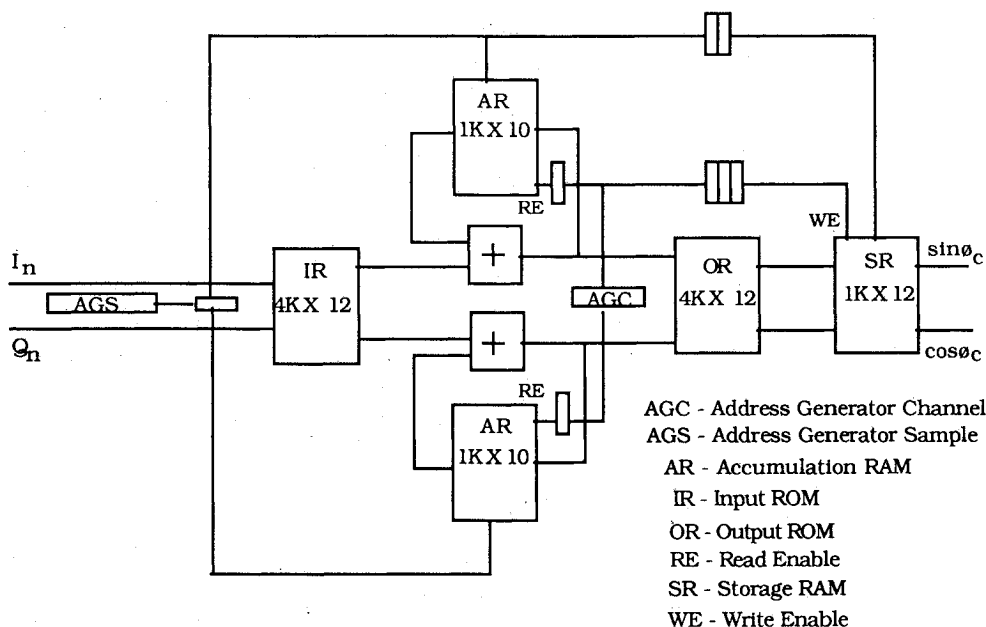 AR
1K X 10
RE
WE
Iₙ
AGS
Qₙ
IR
4K X 12
+
+
AGC
OR
4K X 12
SR
1K X 12
sinø꜀
cosø꜀
RE
AR
1K X 10
AGC - Address Generator Channel
AGS - Address Generator Sample
AR - Accumulation RAM
IR - Input ROM
OR - Output ROM
RE - Read Enable
SR - Storage RAM
WE - Write Enable